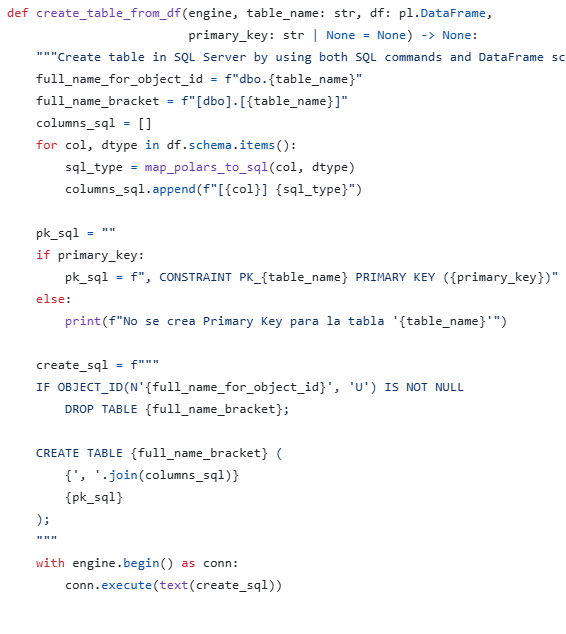 def create_table_from_df(engine, table_name: str, df: pl.DataFrame,
                         primary_key: str | None = None) -> None:
    """Create table in SQL Server by using both SQL commands and DataFrame sc
    full_name_for_object_id = f"dbo.{table_name}"
    full_name_bracket = f"[dbo].[{table_name}]"
    columns_sql = []
    for col, dtype in df.schema.items():
        sql_type = map_polars_to_sql(col, dtype)
        columns_sql.append(f"[{col}] {sql_type}")

    pk_sql = ""
    if primary_key:
        pk_sql = f", CONSTRAINT PK_{table_name} PRIMARY KEY ({primary_key})"
    else:
        print(f"No se crea Primary Key para la tabla '{table_name}'")

    create_sql = f"""
    IF OBJECT_ID(N'{full_name_for_object_id}', 'U') IS NOT NULL
        DROP TABLE {full_name_bracket};

    CREATE TABLE {full_name_bracket} (
        {', '.join(columns_sql)}
        {pk_sql}
    );
    """
    with engine.begin() as conn:
        conn.execute(text(create_sql))